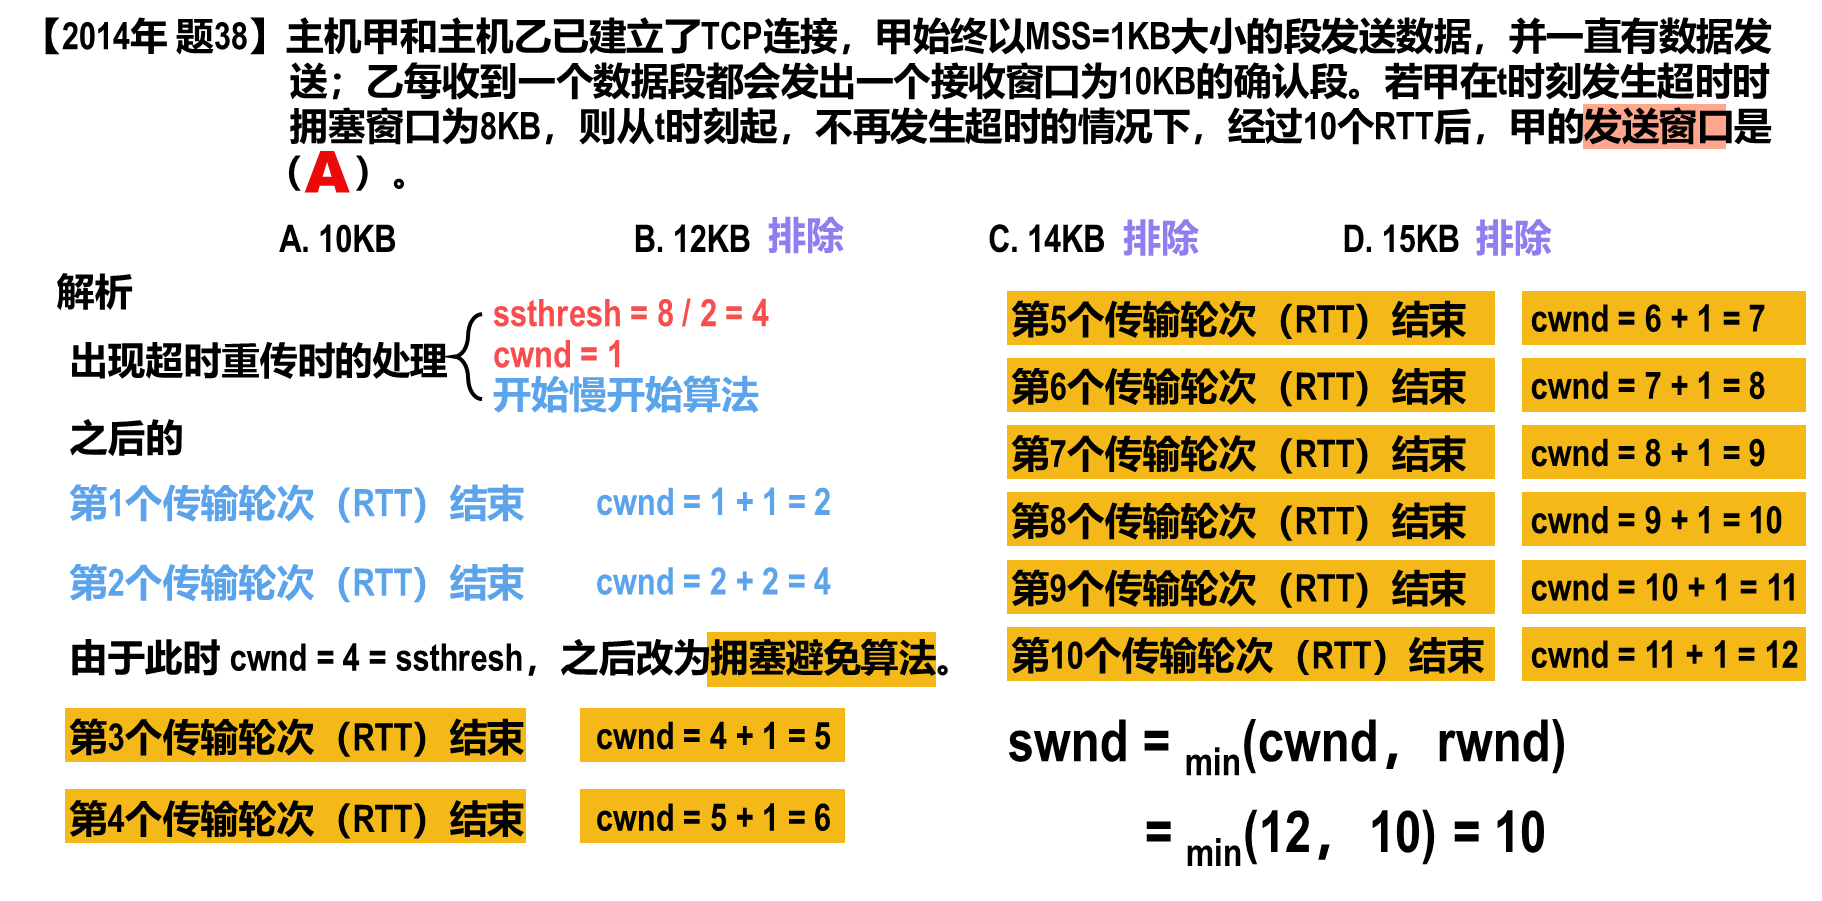 【2014年 题38】主机甲和主机乙已建立了TCP连接，甲始终以MSS=1KB大小的段发送数据，并一直有数据发
送；乙每收到一个数据段都会发出一个接收窗口为10KB的确认段。若甲在t时刻发生超时时
拥塞窗口为8KB，则从t时刻起，不再发生超时的情况下，经过10个RTT后，甲的发送窗口是
（A）。
A. 10KB B. 12KB 排除 C. 14KB 排除 D. 15KB 排除
解析
出现超时重传时的处理
ssthresh = 8 / 2 = 4
cwnd = 1
开始慢开始算法
之后的
第1个传输轮次（RTT）结束 cwnd = 1 + 1 = 2
第2个传输轮次（RTT）结束 cwnd = 2 + 2 = 4
由于此时 cwnd = 4 = ssthresh，之后改为拥塞避免算法。
第3个传输轮次（RTT）结束 cwnd = 4 + 1 = 5
第4个传输轮次（RTT）结束 cwnd = 5 + 1 = 6
第5个传输轮次（RTT）结束 cwnd = 6 + 1 = 7
第6个传输轮次（RTT）结束 cwnd = 7 + 1 = 8
第7个传输轮次（RTT）结束 cwnd = 8 + 1 = 9
第8个传输轮次（RTT）结束 cwnd = 9 + 1 = 10
第9个传输轮次（RTT）结束 cwnd = 10 + 1 = 11
第10个传输轮次（RTT）结束 cwnd = 11 + 1 = 12
swnd = min(cwnd，rwnd)
= min(12，10) = 10